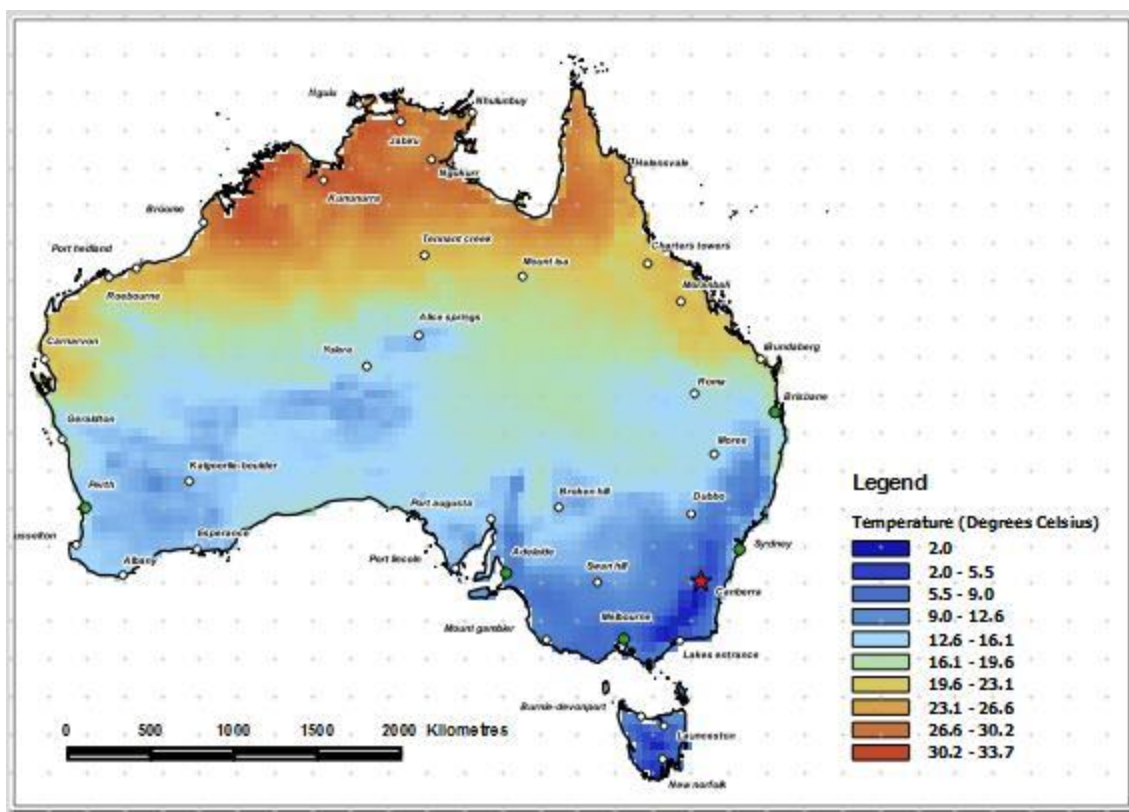 Nguiu
Nhulunbuy
Jabiru
Ngukurr
Helensvale
Kununurra
Broome
Tennant creek
Charters towers
Port hedland
Mount isa
Roebourne
Moranbah
Alice springs
Carnarvon
Yulara
Bundaberg
Roma
Brisbane
Geraldton
Moree
Kalgoorlie-boulder
Perth
Broken hill
Dubbo
Port augusta
usselton
Esperance
Syrdney
Albany
Port lincoln
Adelaide
Swan hill
Canberra
Melbourne
Mount gambier
Lakes entrance
Burnie-devonport
Launceston
New norfolk
Legend
Temperature (Degrees Celsius)
2.0
2.0 - 5.5
5.5 - 9.0
9.0 - 12.6
12.6 - 16.1
16.1 - 19.6
19.6 - 23.1
23.1 - 26.6
26.6 - 30.2
30.2 - 33.7
0 500 1000 1500 2000 Kilometres